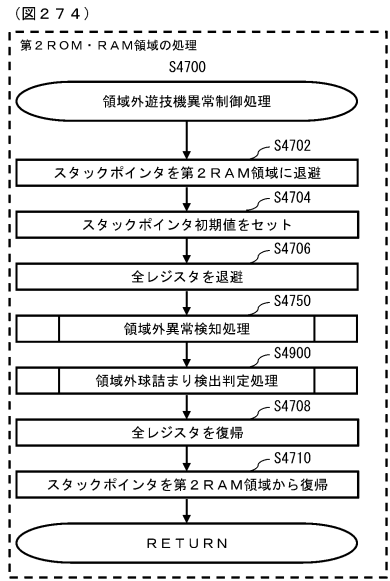 （図２７４）
第２ＲＯＭ・ＲＡＭ領域の処理
S4700
領域外遊技機異常制御処理
S4702
スタックポインタを第２ＲＡＭ領域に退避
S4704
スタックポインタ初期値をセット
S4706
全レジスタを退避
S4750
領域外異常検知処理
S4900
領域外球詰まり検出判定処理
S4708
全レジスタを復帰
S4710
スタックポインタを第２ＲＡＭ領域から復帰
ＲＥＴＵＲＮ